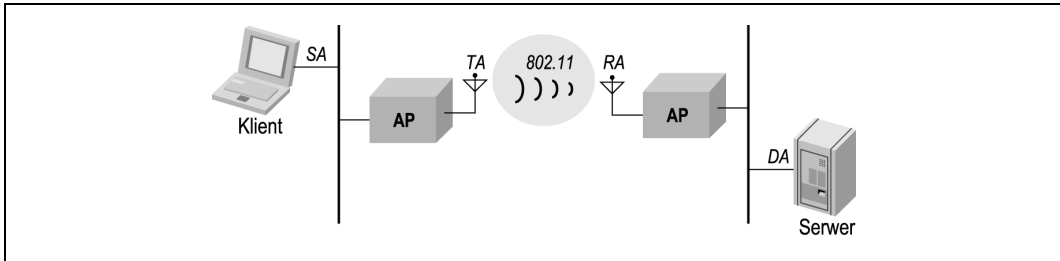 SA
TA
802.11
RA
Klient
AP
AP
DA
Serwer